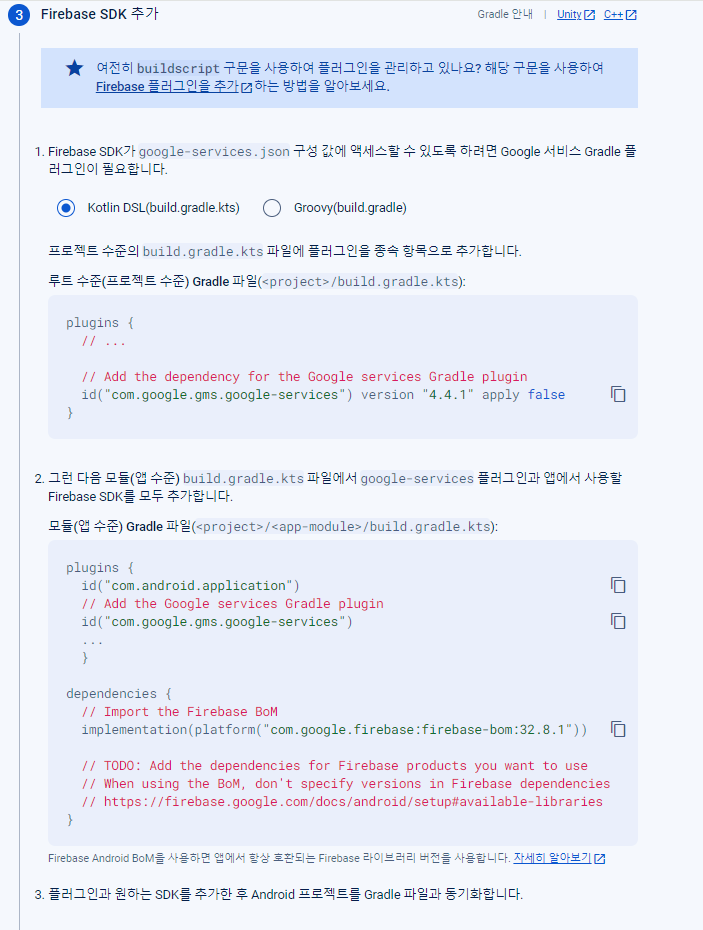 3 Firebase SDK 추가 Gradle 안내 | Unity C++
여전히 buildscript 구문을 사용하여 플러그인을 관리하고 있나요? 해당 구문을 사용하여
Firebase 플러그인을 추가하는 방법을 알아보세요.
1. Firebase SDK가 google-services.json 구성 값에 액세스할 수 있도록 하려면 Google 서비스 Gradle 플
러그인이 필요합니다.
Kotlin DSL(build.gradle.kts) Groovy(build.gradle)
프로젝트 수준의 build.gradle.kts 파일에 플러그인을 종속 항목으로 추가합니다.
루트 수준(프로젝트 수준) Gradle 파일(<project>/build.gradle.kts):
plugins {
// ...
// Add the dependency for the Google services Gradle plugin
id("com.google.gms.google-services") version "4.4.1" apply false
}
2. 그런 다음 모듈(앱 수준) build.gradle.kts 파일에서 google-services 플러그인과 앱에서 사용할
Firebase SDK를 모두 추가합니다.
모듈(앱 수준) Gradle 파일(<project>/<app-module>/build.gradle.kts):
plugins {
id("com.android.application")
// Add the Google services Gradle plugin
id("com.google.gms.google-services")
...
}
dependencies {
// Import the Firebase BoM
implementation(platform("com.google.firebase:firebase-bom:32.8.1"))
// TODO: Add the dependencies for Firebase products you want to use
// When using the BoM, don't specify versions in Firebase dependencies
// https://firebase.google.com/docs/android/setup#available-libraries
}
Firebase Android BoM을 사용하면 앱에서 항상 호환되는 Firebase 라이브러리 버전을 사용합니다. 자세히 알아보기
3. 플러그인과 원하는 SDK를 추가한 후 Android 프로젝트를 Gradle 파일과 동기화합니다.